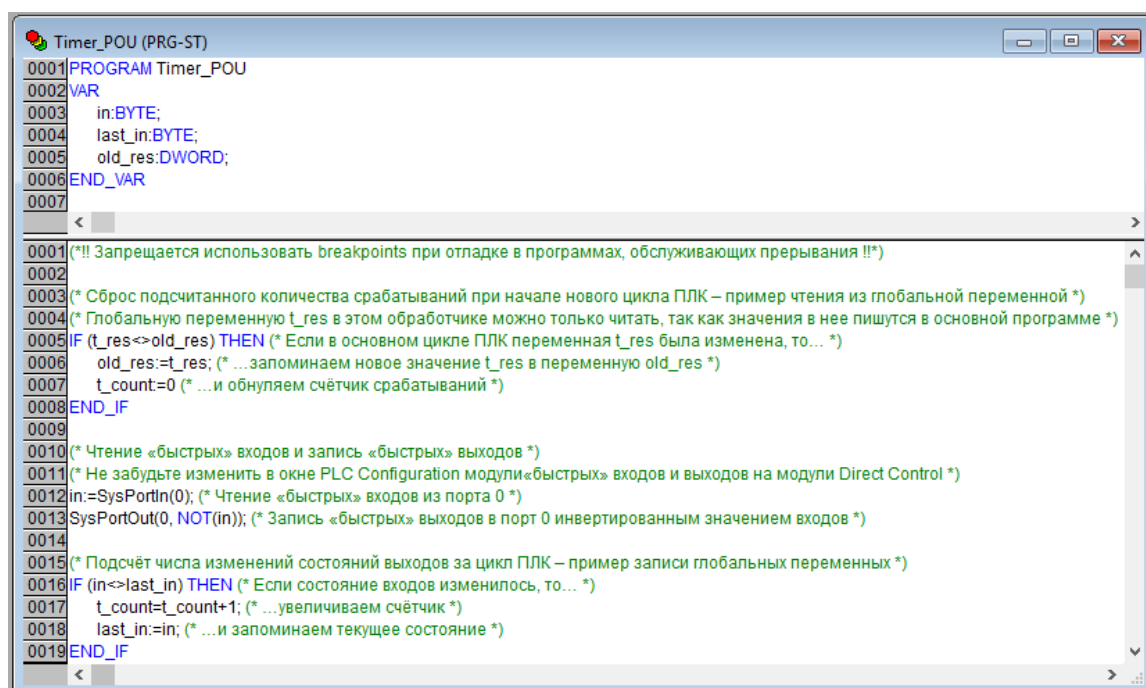 Timer_POU (PRG-ST)
0001 PROGRAM Timer_POU
0002 VAR
0003 in:BYTE;
0004 last_in:BYTE;
0005 old_res:DWORD;
0006 END_VAR
0007
0001 (*!! Запрещается использовать breakpoints при отладке в программах, обслуживающих прерывания !!*)
0002
0003 (* Сброс подсчитанного количества срабатываний при начале нового цикла ПЛК – пример чтения из глобальной переменной *)
0004 (* Глобальную переменную t_res в этом обработчике можно только читать, так как значения в нее пишутся в основной программе *)
0005 IF (t_res<>old_res) THEN (* Если в основном цикле ПЛК переменная t_res была изменена, то… *)
0006 old_res:=t_res; (* …запоминаем новое значение t_res в переменную old_res *)
0007 t_count:=0 (* …и обнуляем счётчик срабатываний *)
0008 END_IF
0009
0010 (* Чтение «быстрых» входов и запись «быстрых» выходов *)
0011 (* Не забудьте изменить в окне PLC Configuration модули«быстрых» входов и выходов на модули Direct Control *)
0012 in:=SysPortIn(0); (* Чтение «быстрых» входов из порта 0 *)
0013 SysPortOut(0, NOT(in)); (* Запись «быстрых» выходов в порт 0 инвертированным значением входов *)
0014
0015 (* Подсчёт числа изменений состояний выходов за цикл ПЛК – пример записи глобальных переменных *)
0016 IF (in<>last_in) THEN (* Если состояние входов изменилось, то… *)
0017 t_count=t_count+1; (* …увеличиваем счётчик *)
0018 last_in:=in; (* …и запоминаем текущее состояние *)
0019 END_IF